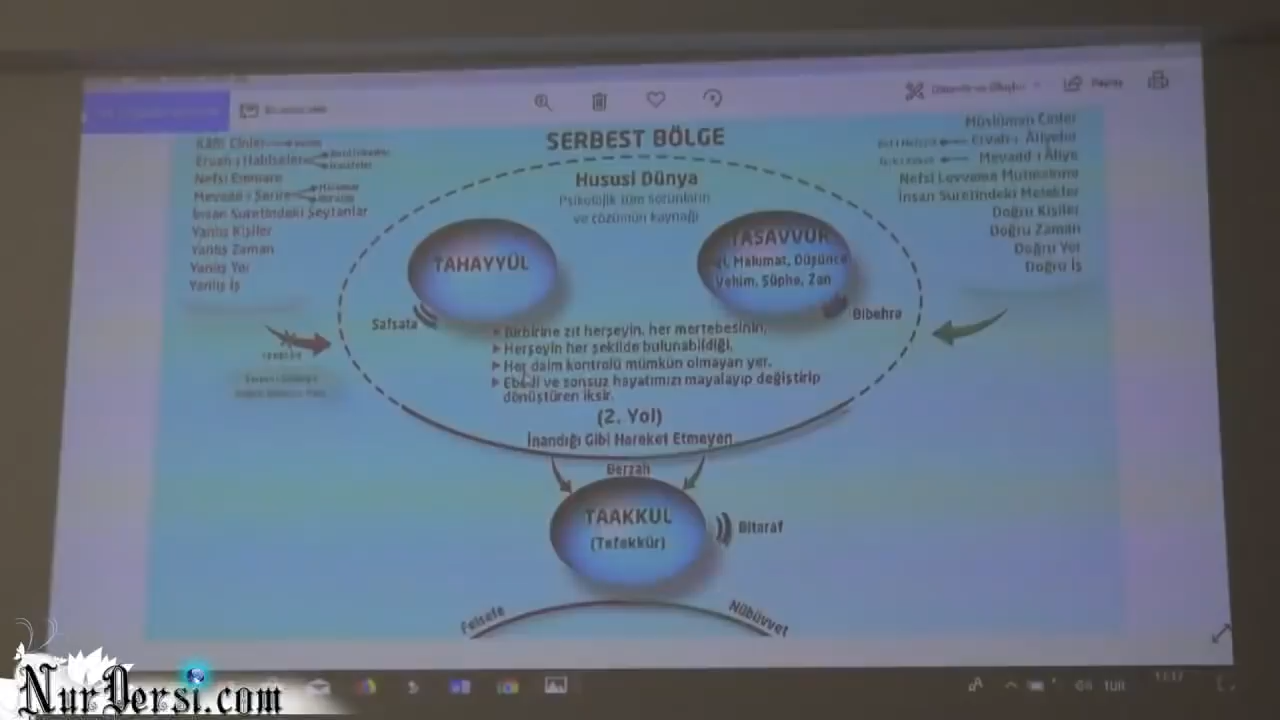 SERBEST BÖLGE
Hususi Dünya
Psikolojik tüm sorunların
ve çözümün kaynağı
Kafir Cinler
Ervah-ı Habise
Nefsi Emmare
Mevadd-ı Şerire
İnsan Suretindeki Şeytanlar
Yanlış Kişiler
Yanlış Zaman
Yanlış Yer
Yanlış İş
TAHAYYÜL
Safsata
TASAVVUR
Malumat, Düşünce
Vehim, Şüphe, Zan
Bibehre
Müslüman Cinler
Ervah-ı Âliyeler
Mevadd-ı Âliye
Nefsi Levvame Mutmainne
İnsan Suretindeki Melekler
Doğru Kişiler
Doğru Zaman
Doğru Yer
Doğru İş
Birbirine zıt herşeyin, her mertebesinin,
Herşeyin her şekilde bulunabildiği,
Her daim kontrolü mümkün olmayan yer.
Ebedi ve sonsuz hayatımızı mayalayıp değiştirip
dönüştüren iksir.
(2. Yol)
İnandığı Gibi Hareket Etmeyen
Berzah
TAAKKUL
(Tefekkür)
Bitaraf
Felsefe
Nübüvvet
TUR
NurDersi.com